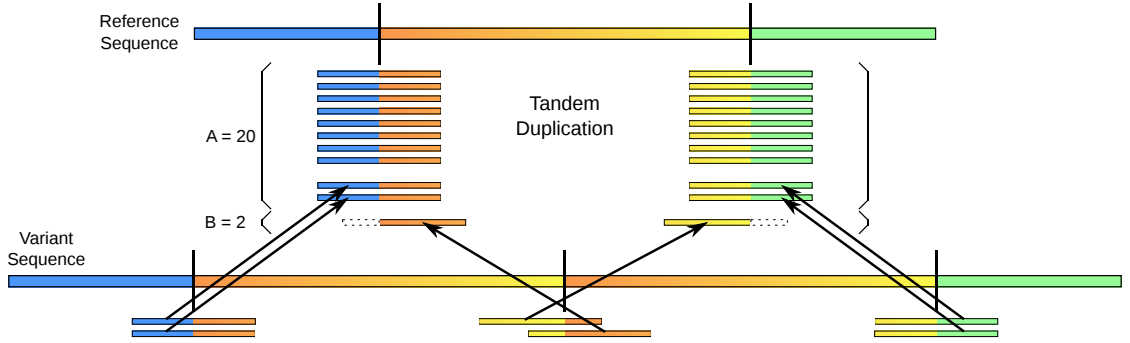 Reference
Sequence
Tandem
Duplication
A = 20
B = 2
Variant
Sequence